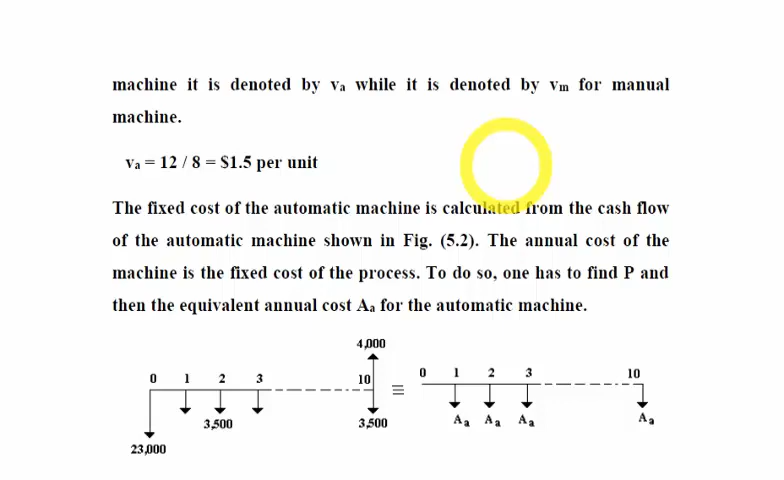 machine it is denoted by va while it is denoted by vm for manual
machine.
va = 12 / 8 = $1.5 per unit
The fixed cost of the automatic machine is calculated from the cash flow
of the automatic machine shown in Fig. (5.2). The annual cost of the
machine is the fixed cost of the process. To do so, one has to find P and
then the equivalent annual cost Aa for the automatic machine.
4,000
0 1 2 3 10 ≡ 0 1 2 3 10
3,500 3,500 Aa Aa Aa Aa
23,000